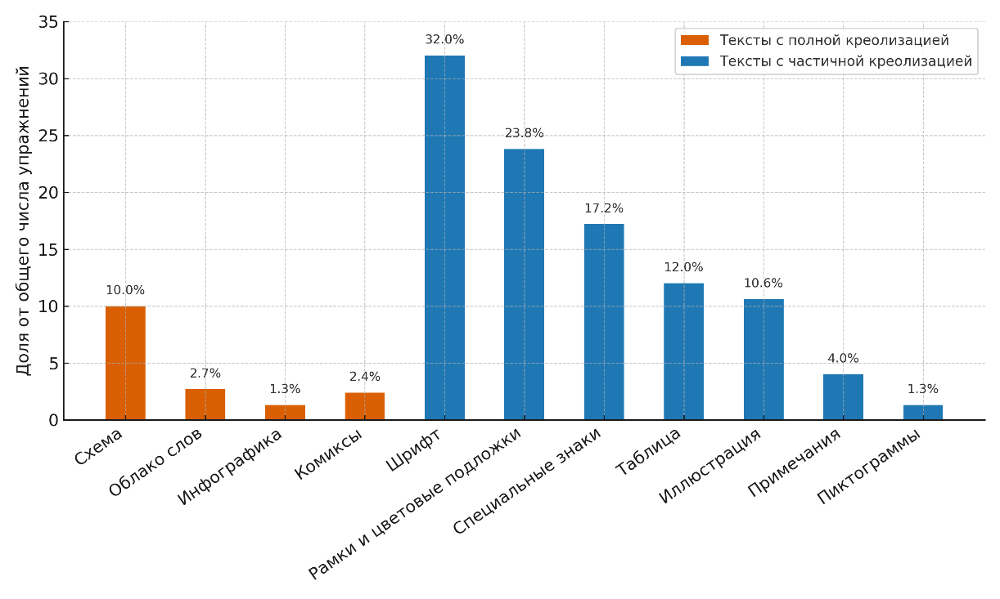 Доля от общего числа упражнений
35
30
25
20
15
10
5
0
Тексты с полной креолизацией
Тексты с частичной креолизацией
10.0%
2.7%
1.3%
2.4%
32.0%
23.8%
17.2%
12.0%
10.6%
4.0%
1.3%
Схема
Облако слов
Инфографика
Комиксы
Шрифт
Рамки и цветовые подложки
Специальные знаки
Таблица
Иллюстрация
Примечания
Пиктограммы